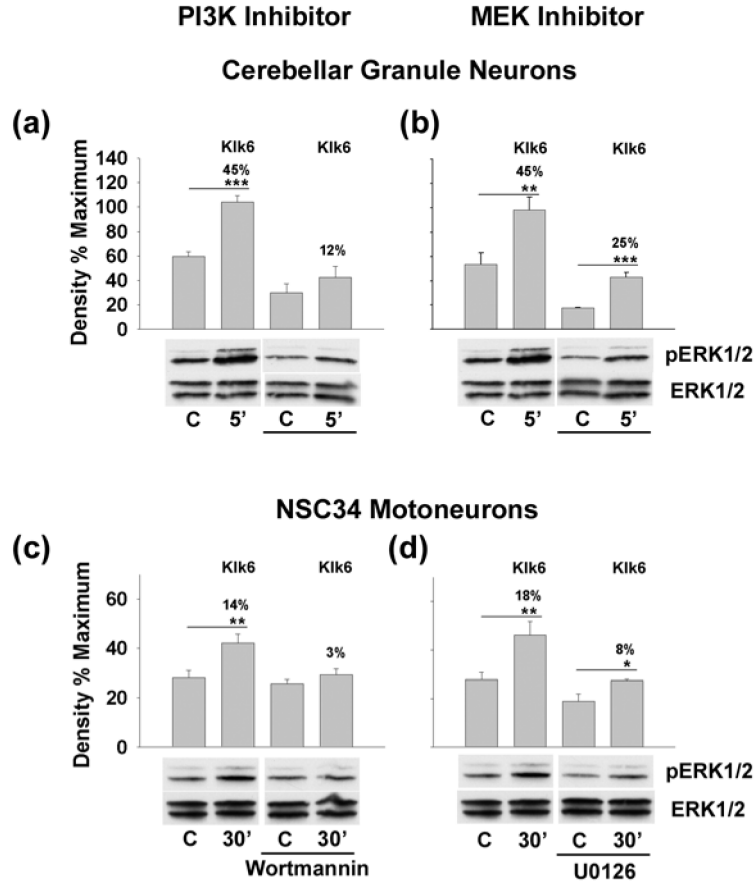 PI3K Inhibitor MEK Inhibitor
Cerebellar Granule Neurons
(a) (b)
Klk6 Klk6 Klk6 Klk6
Density % Maximum
140
120
100
80
60
40
20
0
45%
***
12%
45%
**
25%
***
pERK1/2
ERK1/2
C 5' C 5' C 5' C 5'
NSC34 Motoneurons
(c) (d)
Klk6 Klk6 Klk6 Klk6
Density % Maximum
60
40
20
0
14%
**
3%
18%
**
8%
*
pERK1/2
ERK1/2
C 30' C 30' C 30' C 30'
Wortmannin U0126